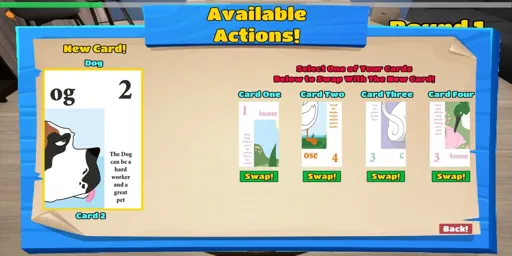 Available
Actions!
Round 1
New Card!
Dog
og 2
The Dog
can be a
hard
worker
and a
great
pet
Card 2
Select One of Your Cards
Below to Swap With The New Card!
Card One
Card Two
Card Three
Card Four
1
ose 4
3 c
3
Swap!
Swap!
Swap!
Swap!
Back!